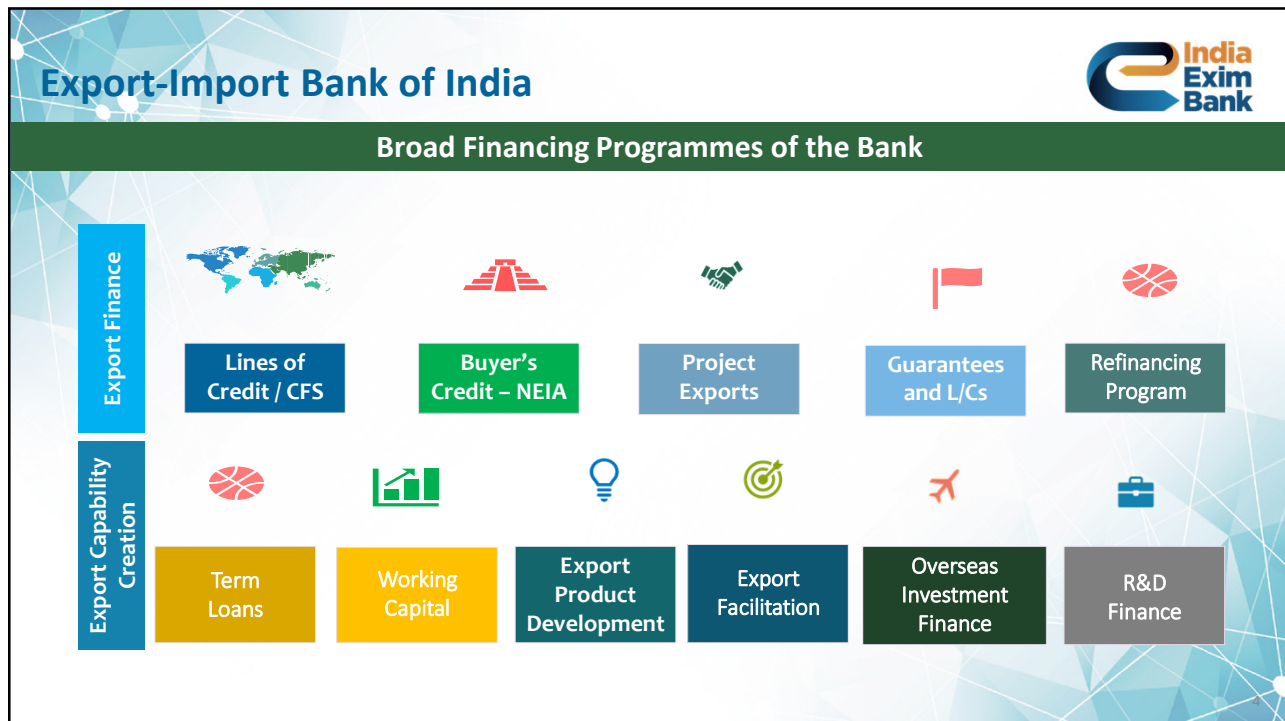 Export-Import Bank of India
India
Exim
Bank
Broad Financing Programmes of the Bank
Export Finance
Lines of
Credit / CFS
Buyer's
Credit – NEIA
Project
Exports
Guarantees
and L/Cs
Refinancing
Program
Export Capability
Creation
Term
Loans
Working
Capital
Export
Product
Development
Export
Facilitation
Overseas
Investment
Finance
R&D
Finance
4